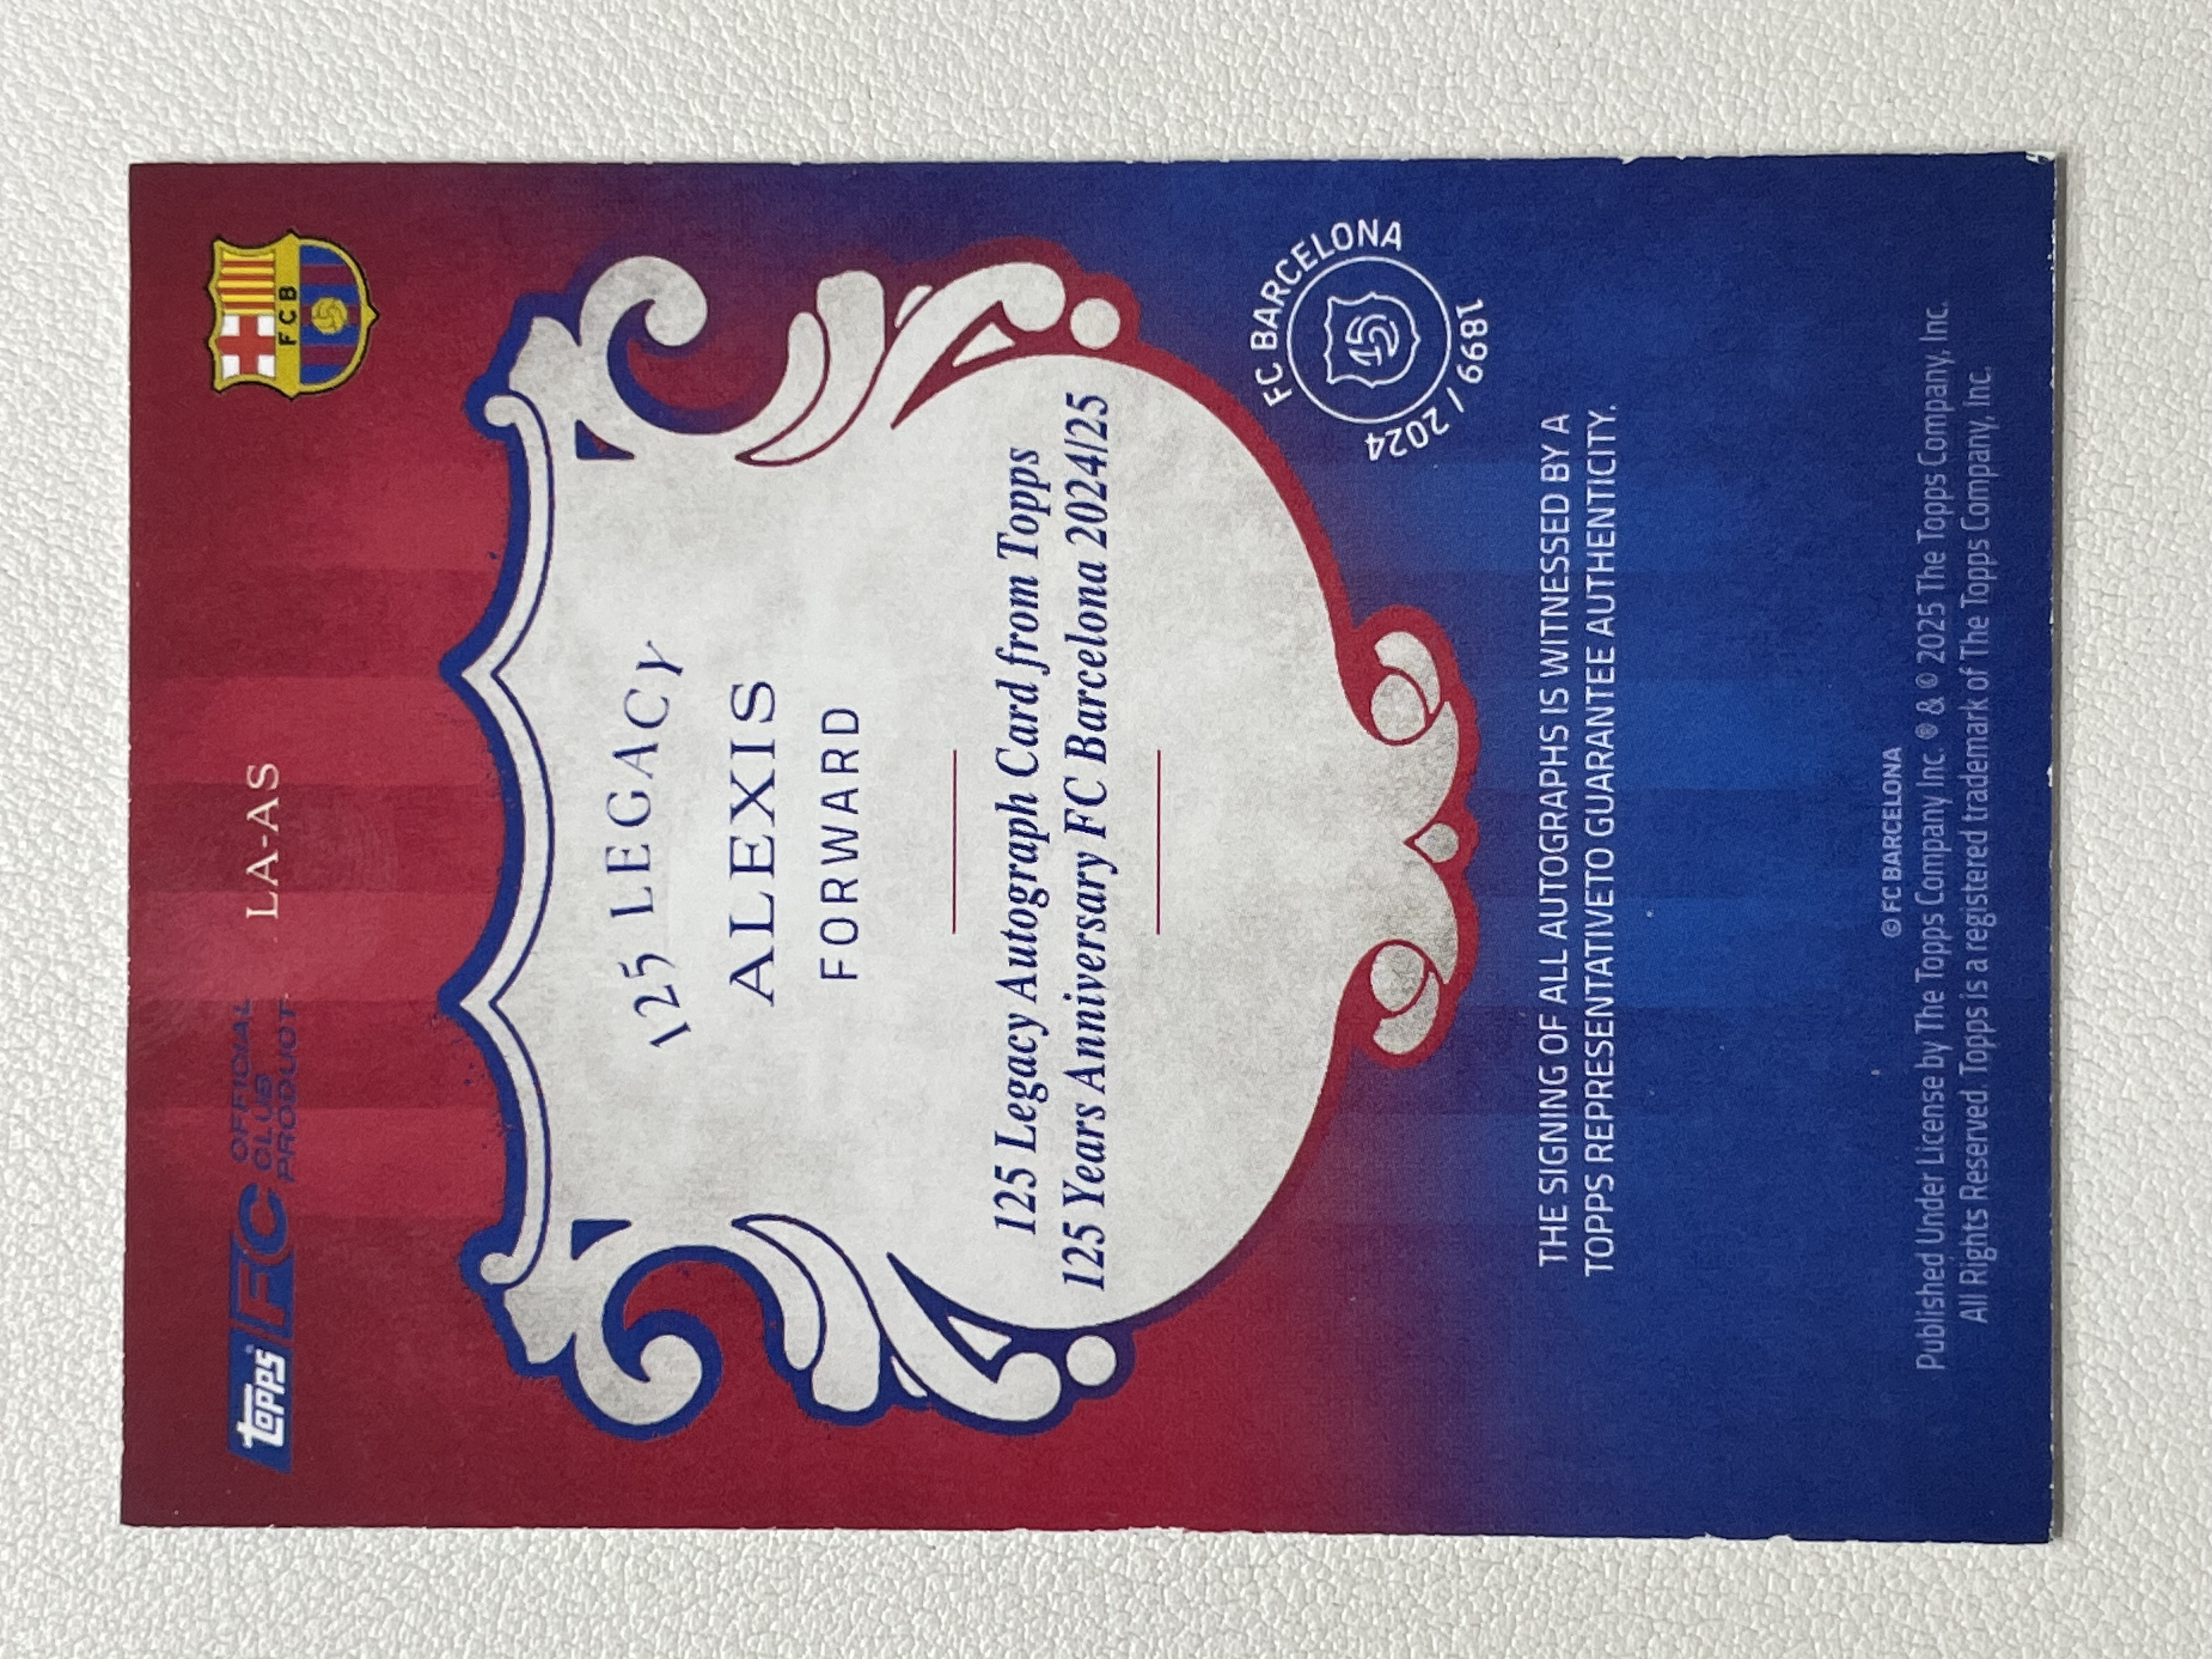 topps FC OFFICIAL
CLUB
PRODUCT
LA-AS
FCB
125 LEGACY
ALEXIS
FORWARD
125 Legacy Autograph Card from Topps
125 Years Anniversary FC Barcelona 2024/25
FC BARCELONA
1899 / 2024
THE SIGNING OF ALL AUTOGRAPHS IS WITNESSED BY A
TOPPS REPRESENTATIVETO GUARANTEE AUTHENTICITY.
© FC BARCELONA
Published Under License by The Topps Company Inc. ® & © 2025 The Topps Company, Inc.
All Rights Reserved. Topps is a registered trademark of The Topps Company, Inc.